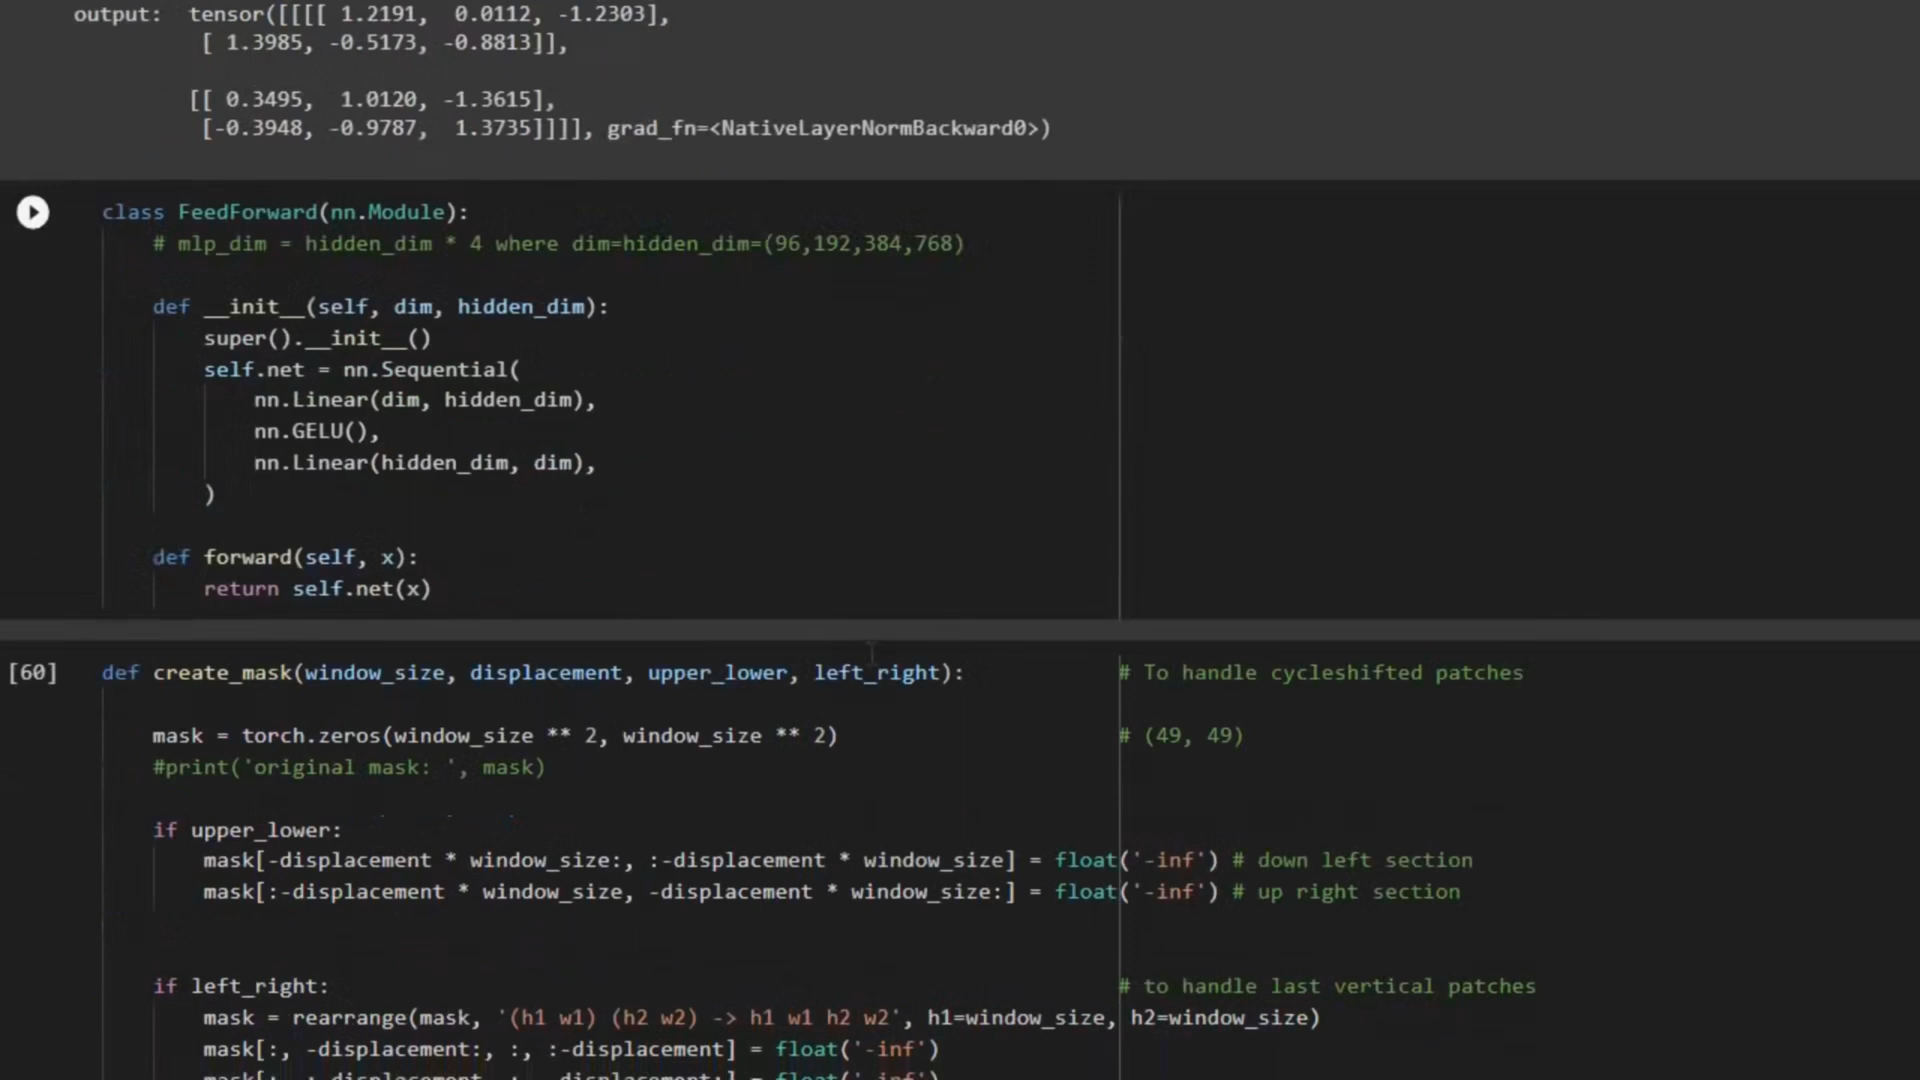 output:  tensor([[[[ 1.2191,  0.0112, -1.2303],
[ 1.3985, -0.5173, -0.8813]],
[[ 0.3495,  1.0120, -1.3615],
[-0.3948, -0.9787,  1.3735]]]], grad_fn=<NativeLayerNormBackward0>)
class FeedForward(nn.Module):
# mlp_dim = hidden_dim * 4 where dim=hidden_dim=(96,192,384,768)
def __init__(self, dim, hidden_dim):
super().__init__()
self.net = nn.Sequential(
nn.Linear(dim, hidden_dim),
nn.GELU(),
nn.Linear(hidden_dim, dim),
)
def forward(self, x):
return self.net(x)
[60] def create_mask(window_size, displacement, upper_lower, left_right): # To handle cycleshifted patches
mask = torch.zeros(window_size ** 2, window_size ** 2) # (49, 49)
#print('original mask: ', mask)
if upper_lower:
mask[-displacement * window_size:, :-displacement * window_size] = float('-inf') # down left section
mask[:-displacement * window_size, -displacement * window_size:] = float('-inf') # up right section
if left_right: # to handle last vertical patches
mask = rearrange(mask, '(h1 w1) (h2 w2) -> h1 w1 h2 w2', h1=window_size, h2=window_size)
mask[:, -displacement:, :, :-displacement] = float('-inf')